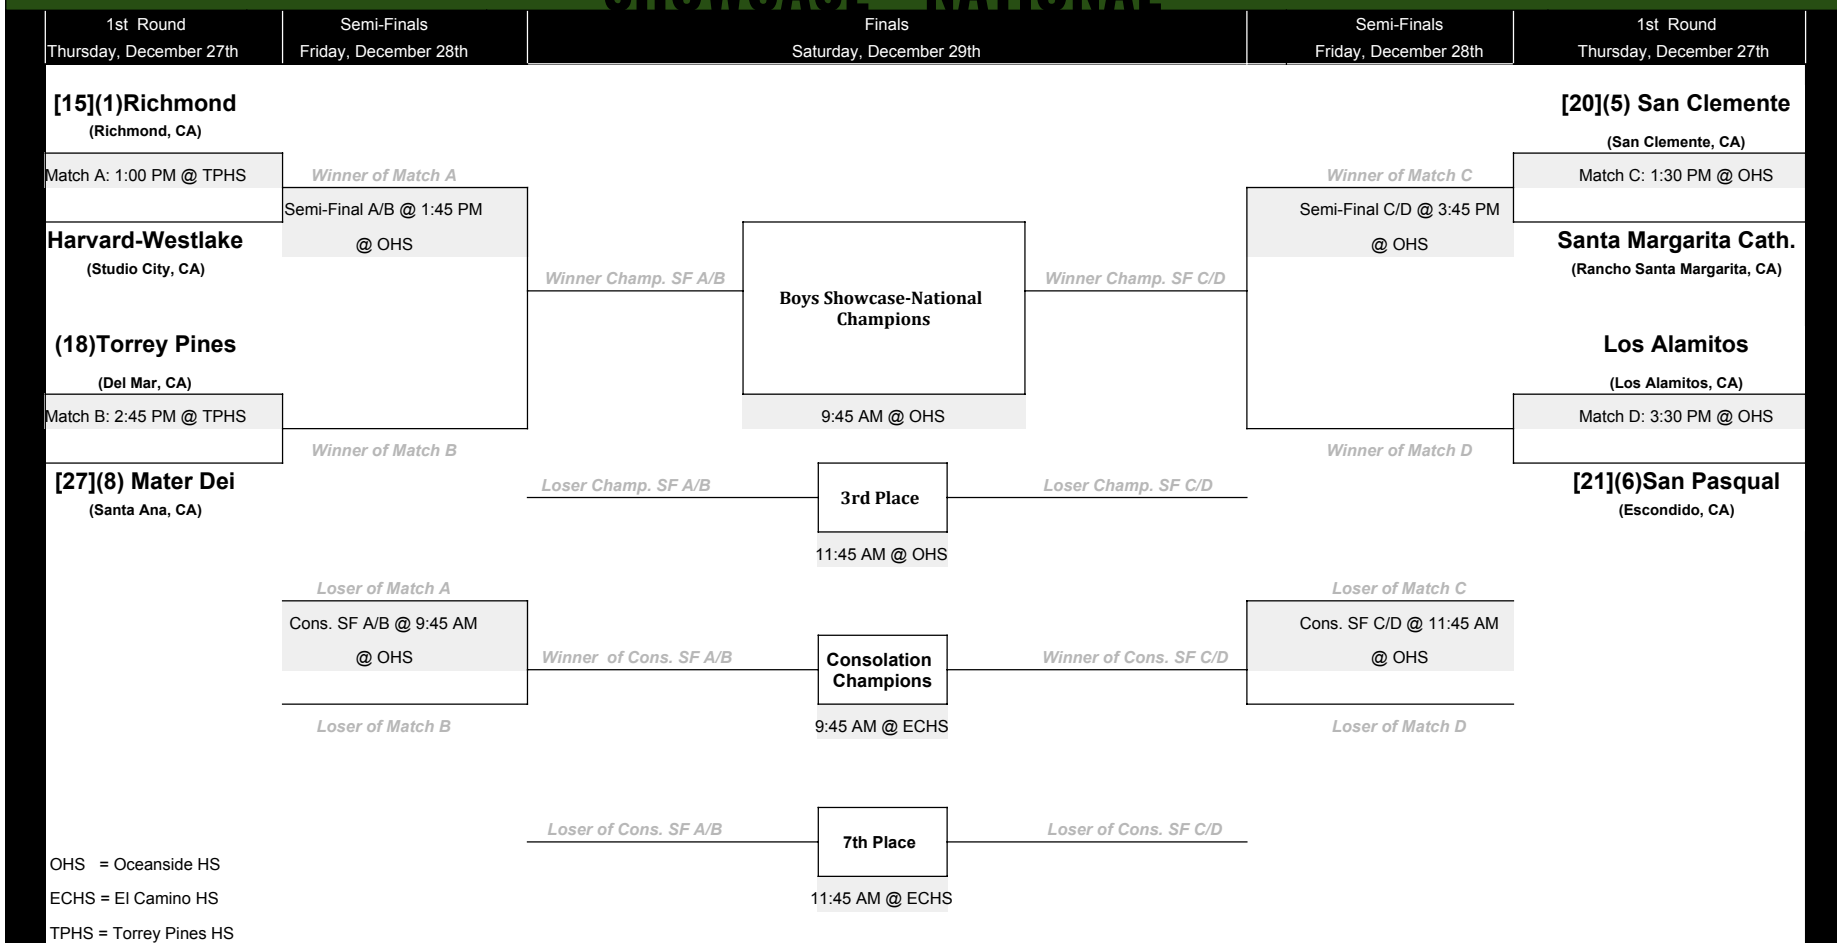 SHOWCASE - NATIONAL
1st Round
Semi-Finals
Finals
Semi-Finals
1st Round
Thursday, December 27th
Friday, December 28th
Saturday, December 29th
Friday, December 28th
Thursday, December 27th
[15](1)Richmond
(Richmond, CA)
Match A: 1:00 PM @ TPHS
Harvard-Westlake
(Studio City, CA)
(18)Torrey Pines
(Del Mar, CA)
Match B: 2:45 PM @ TPHS
[27](8) Mater Dei
(Santa Ana, CA)
Winner of Match A
Semi-Final A/B @ 1:45 PM
@ OHS
Winner of Match B
Loser of Match A
Cons. SF A/B @ 9:45 AM
@ OHS
Loser of Match B
Winner Champ. SF A/B
Boys Showcase-National
Champions
Winner Champ. SF C/D
9:45 AM @ OHS
Loser Champ. SF A/B
3rd Place
Loser Champ. SF C/D
11:45 AM @ OHS
Winner of Cons. SF A/B
Consolation
Champions
Winner of Cons. SF C/D
9:45 AM @ ECHS
Loser of Cons. SF A/B
7th Place
Loser of Cons. SF C/D
11:45 AM @ ECHS
Winner of Match C
Semi-Final C/D @ 3:45 PM
@ OHS
Winner of Match D
Loser of Match C
Cons. SF C/D @ 11:45 AM
@ OHS
Loser of Match D
[20](5) San Clemente
(San Clemente, CA)
Match C: 1:30 PM @ OHS
Santa Margarita Cath.
(Rancho Santa Margarita, CA)
Los Alamitos
(Los Alamitos, CA)
Match D: 3:30 PM @ OHS
[21](6)San Pasqual
(Escondido, CA)
OHS = Oceanside HS
ECHS = El Camino HS
TPHS = Torrey Pines HS